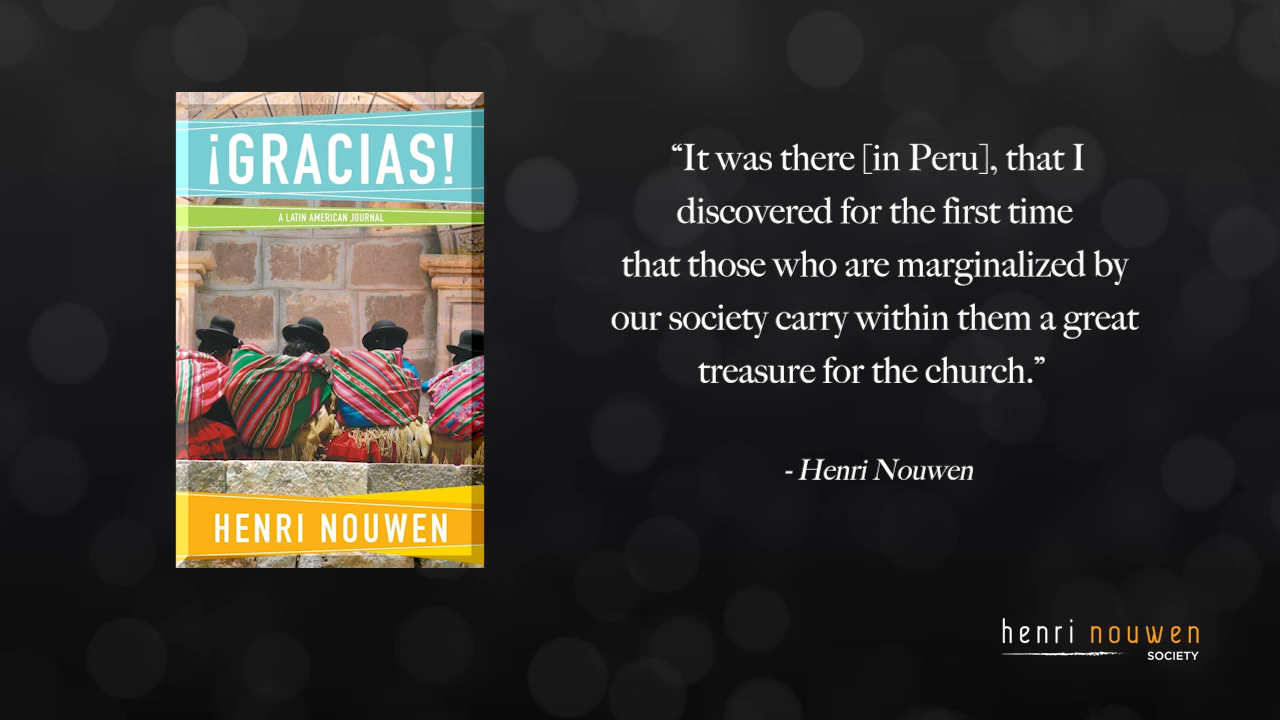 ¡GRACIAS!
A LATIN AMERICAN JOURNAL
HENRI NOUWEN
“It was there [in Peru], that I
discovered for the first time
that those who are marginalized by
our society carry within them a great
treasure for the church.”
- Henri Nouwen
henri nouwen
SOCIETY